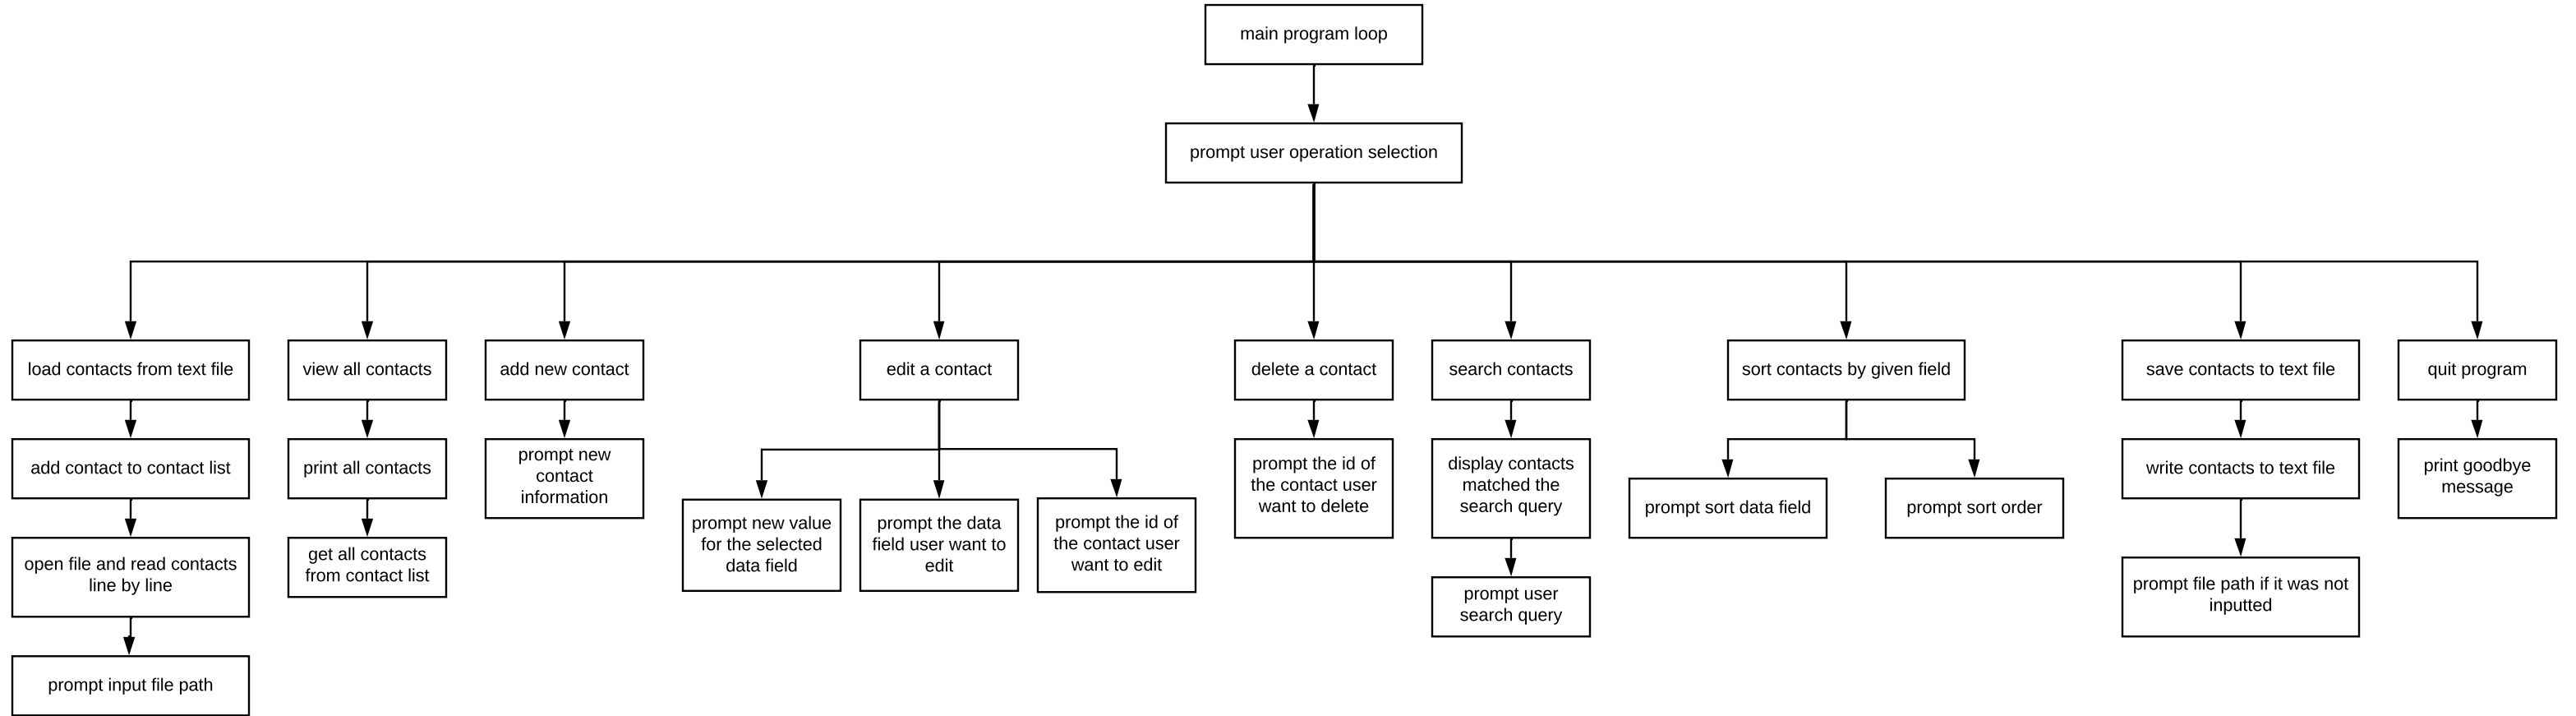 main program loop
prompt user operation selection
load contacts from text file
view all contacts
add new contact
edit a contact
delete a contact
search contacts
sort contacts by given field
save contacts to text file
quit program
add contact to contact list
print all contacts
prompt new
contact
information
prompt the id of
the contact user
want to delete
display contacts
matched the
search query
write contacts to text file
print goodbye
message
open file and read contacts
line by line
get all contacts
from contact list
prompt new value
for the selected
data field
prompt the data
field user want to
edit
prompt the id of
the contact user
want to edit
prompt user
search query
prompt sort data field
prompt sort order
prompt file path if it was not
inputted
prompt input file path